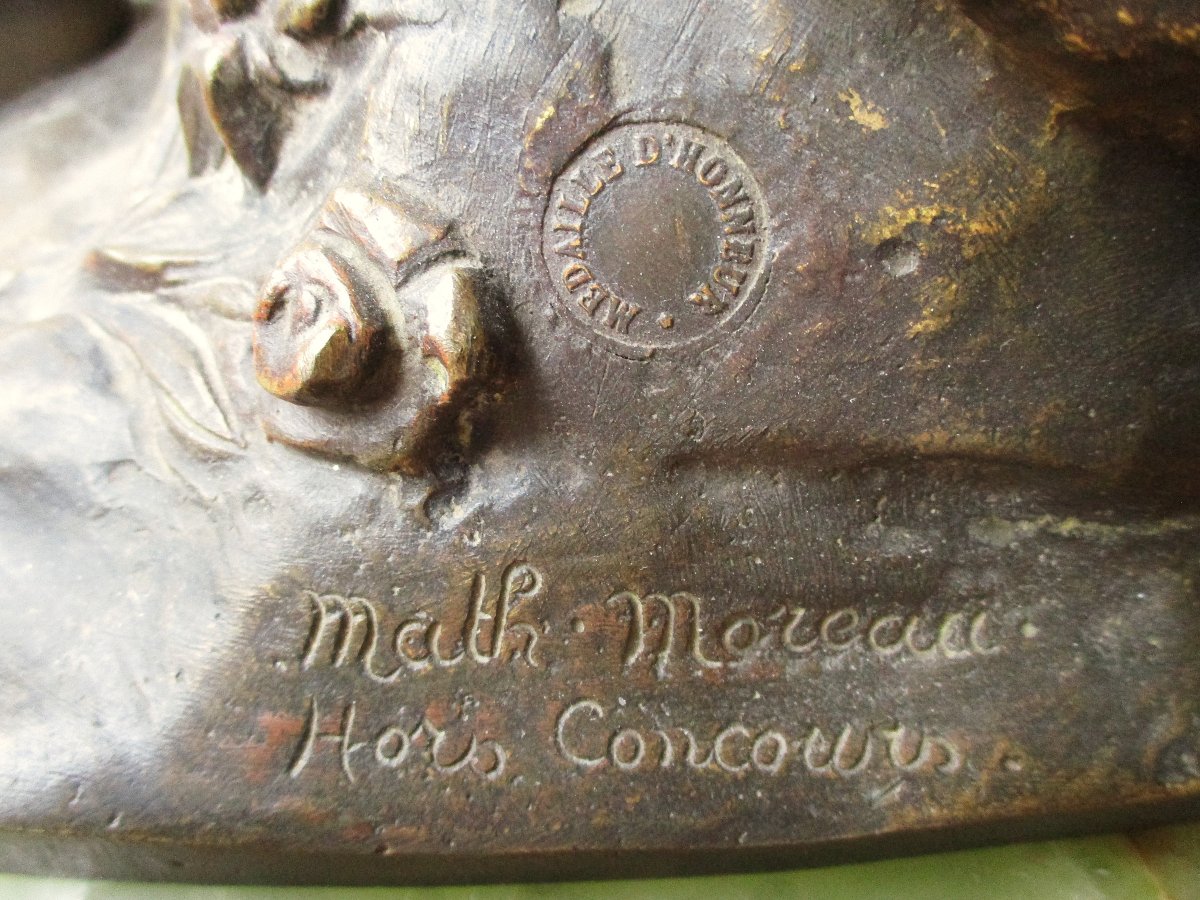 MEDAILLE D'HONNEUR
Math. Moreau.
Hors Concours.